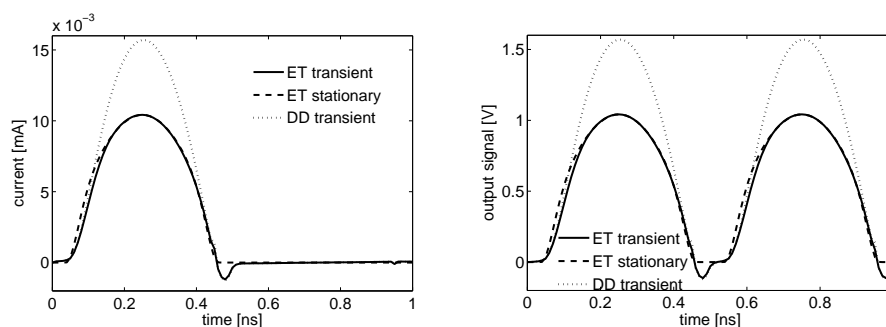 x 10⁻³
15
10
5
0
current [mA]
ET transient
ET stationary
DD transient
0 0.2 0.4 0.6 0.8 1
time [ns]
1.5
1
0.5
0
output signal [V]
ET transient
ET stationary
DD transient
0 0.2 0.4 0.6 0.8
time [ns]